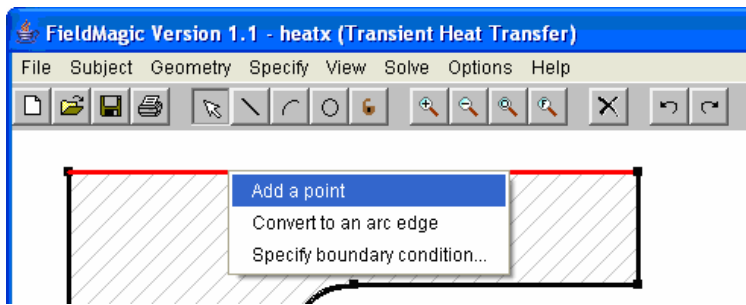 FieldMagic Version 1.1 - heatx (Transient Heat Transfer)
File Subject Geometry Specify View Solve Options Help
Add a point
Convert to an arc edge
Specify boundary condition...